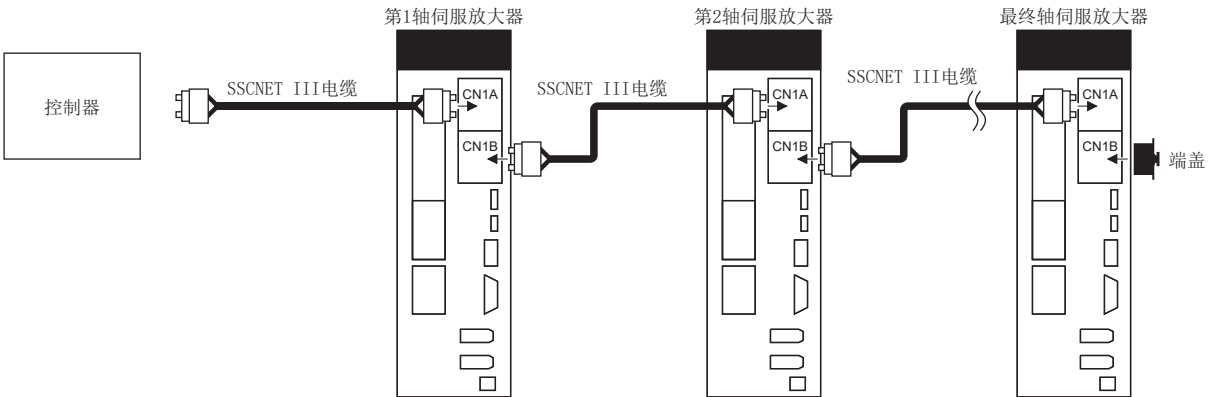 第1轴伺服放大器
第2轴伺服放大器
最终轴伺服放大器
控制器
SSCNET III电缆
SSCNET III电缆
SSCNET III电缆
CN1A
CN1A
CN1A
CN1B
CN1B
CN1B
端盖